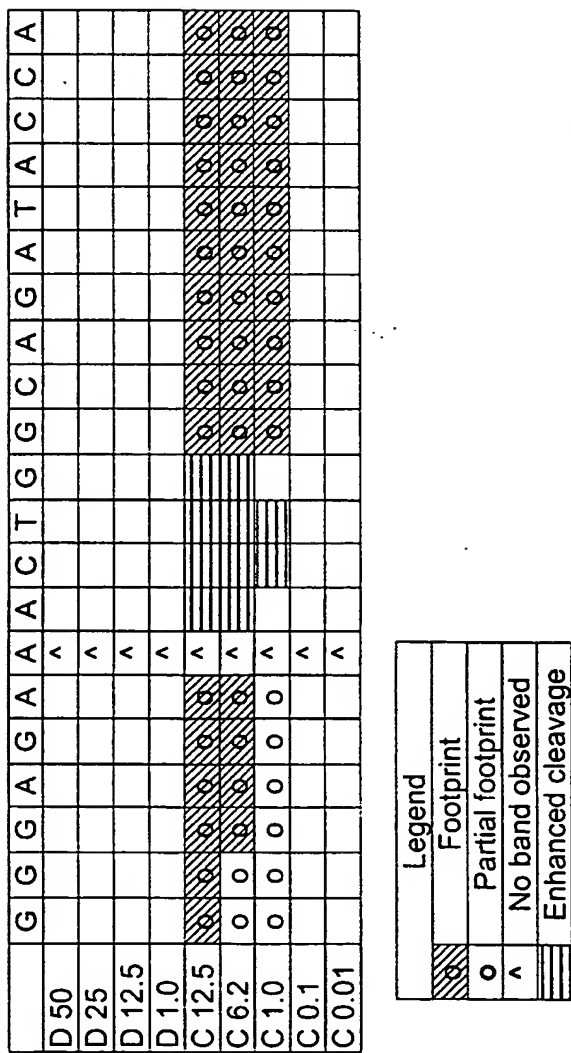 G G G A G A A A C T G G C A G A T A C C A
D 50 ^
D 25 ^
D 12.5 ^
D 1.0 ^
C 12.5 o o o o o o ^ o o o o o o o o o o
C 6.2 o o o o o o ^ o o o o o o o o o o
C 1.0 o o o o o o ^ o o o o o o o o o o
C 0.1 ^
C 0.01 ^
Legend
o Footprint
o Partial footprint
^ No band observed
Enhanced cleavage